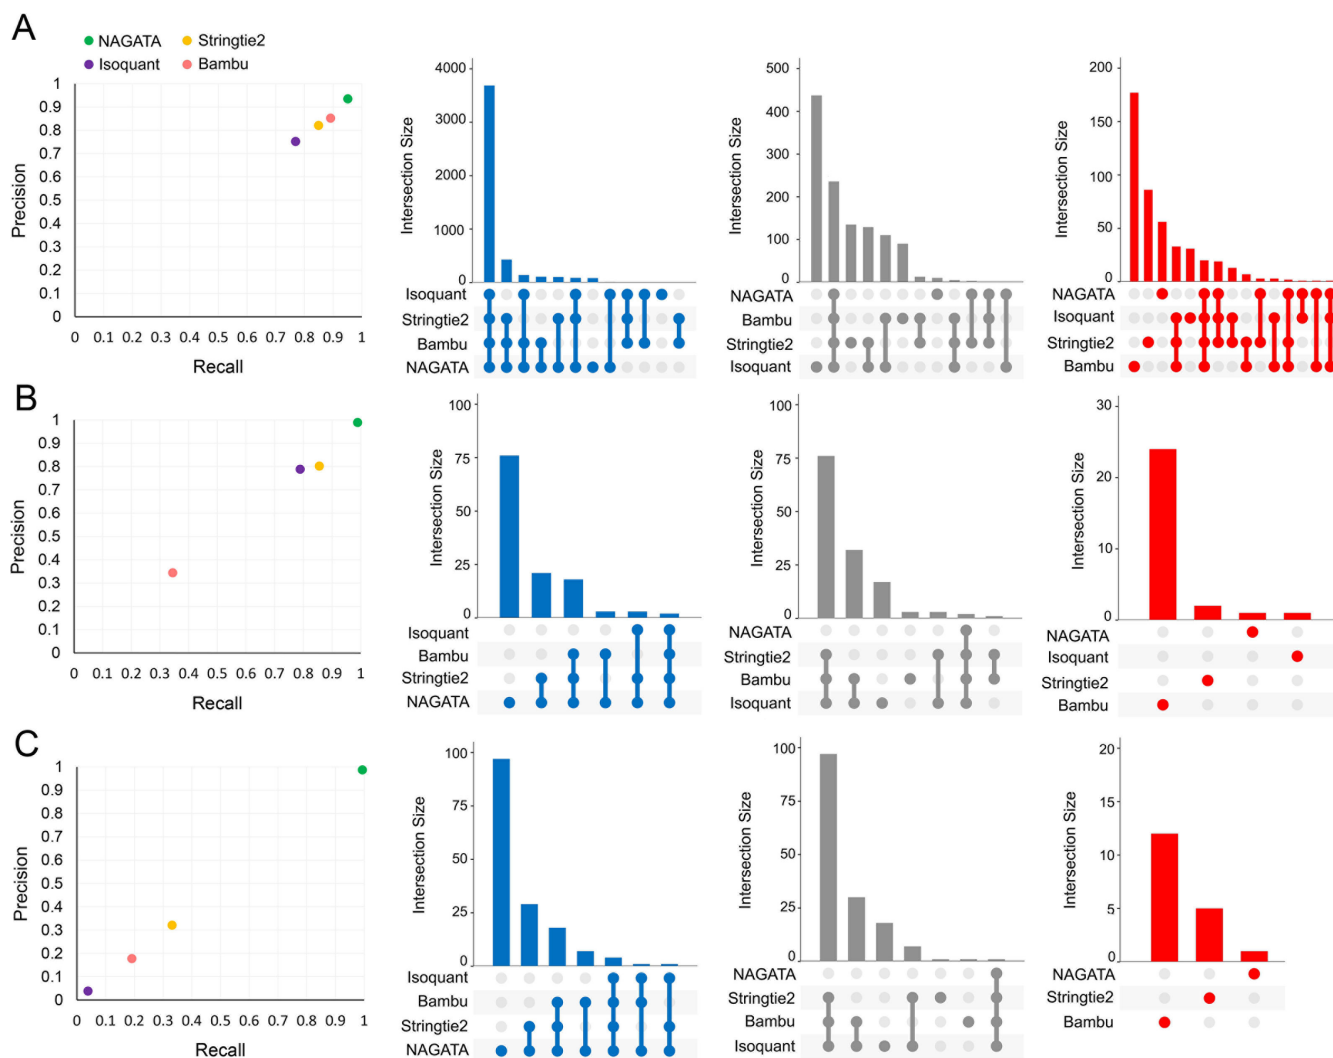 A
NAGATA
Stringtie2
Isoquant
Bambu
Precision
1
0.9
0.8
0.7
0.6
0.5
0.4
0.3
0.2
0.1
0
0 0.1 0.2 0.3 0.4 0.5 0.6 0.7 0.8 0.9 1
Recall
Intersection Size
4000
3000
2000
1000
0
Isoquant
Stringtie2
Bambu
NAGATA
Intersection Size
500
400
300
200
100
0
NAGATA
Bambu
Stringtie2
Isoquant
Intersection Size
200
150
100
50
0
NAGATA
Isoquant
Stringtie2
Bambu
B
Precision
1
0.9
0.8
0.7
0.6
0.5
0.4
0.3
0.2
0.1
0
0 0.1 0.2 0.3 0.4 0.5 0.6 0.7 0.8 0.9 1
Recall
Intersection Size
100
75
50
25
0
Isoquant
Bambu
Stringtie2
NAGATA
Intersection Size
100
75
50
25
0
NAGATA
Stringtie2
Bambu
Isoquant
Intersection Size
30
20
10
0
NAGATA
Isoquant
Stringtie2
Bambu
C
Precision
1
0.9
0.8
0.7
0.6
0.5
0.4
0.3
0.2
0.1
0
0 0.1 0.2 0.3 0.4 0.5 0.6 0.7 0.8 0.9 1
Recall
Intersection Size
100
75
50
25
0
Isoquant
Bambu
Stringtie2
NAGATA
Intersection Size
100
75
50
25
0
NAGATA
Stringtie2
Bambu
Isoquant
Intersection Size
20
15
10
5
0
NAGATA
Stringtie2
Bambu